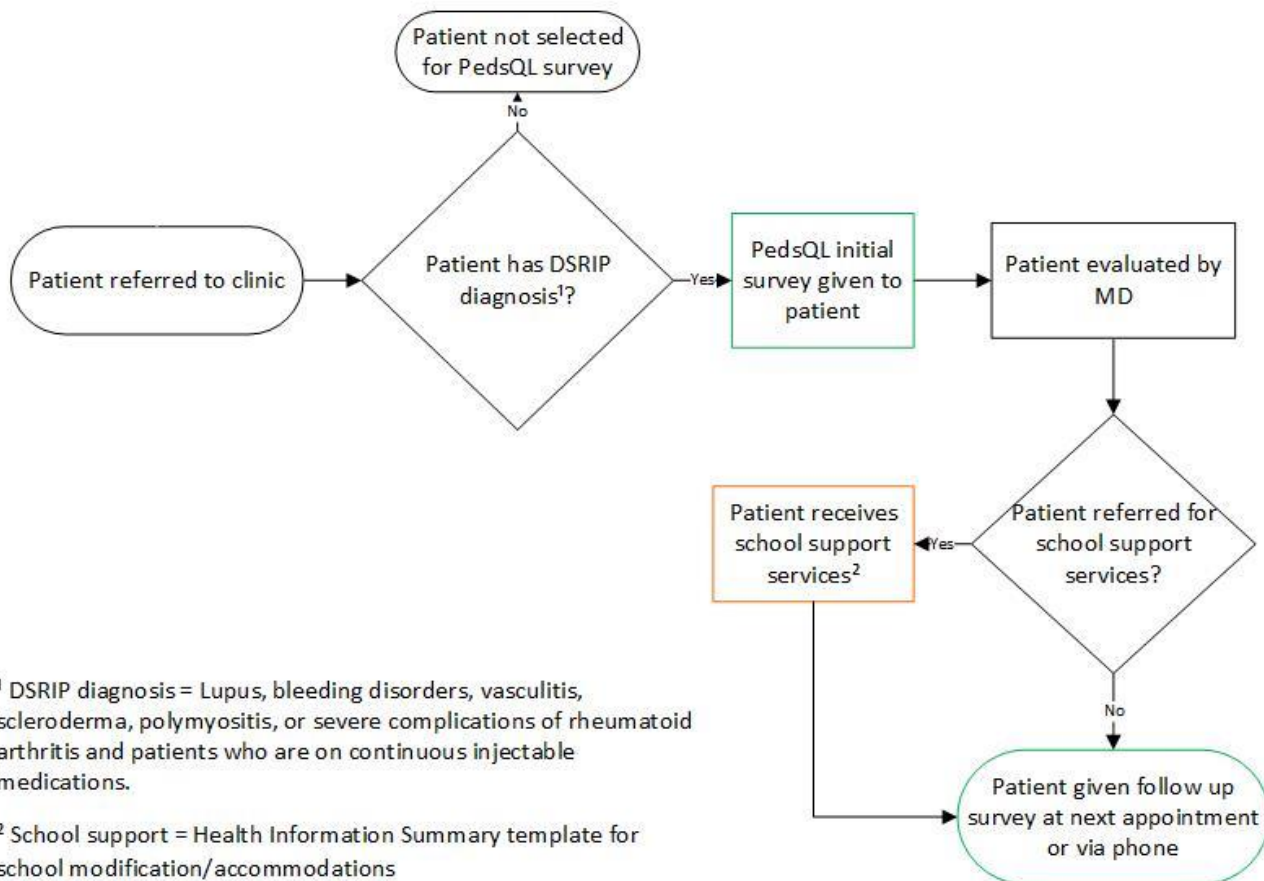 Patient not selected
for PedsQL survey
No
Patient referred to clinic
Patient has DSRIP
diagnosis¹?
Yes
PedsQL initial
survey given to
patient
Patient evaluated by
MD
Patient receives
school support
services²
Yes
Patient referred for
school support
services?
No
Patient given follow up
survey at next appointment
or via phone
¹ DSRIP diagnosis = Lupus, bleeding disorders, vasculitis,
scleroderma, polymyositis, or severe complications of rheumatoid
arthritis and patients who are on continuous injectable
medications.
² School support = Health Information Summary template for
school modification/accommodations